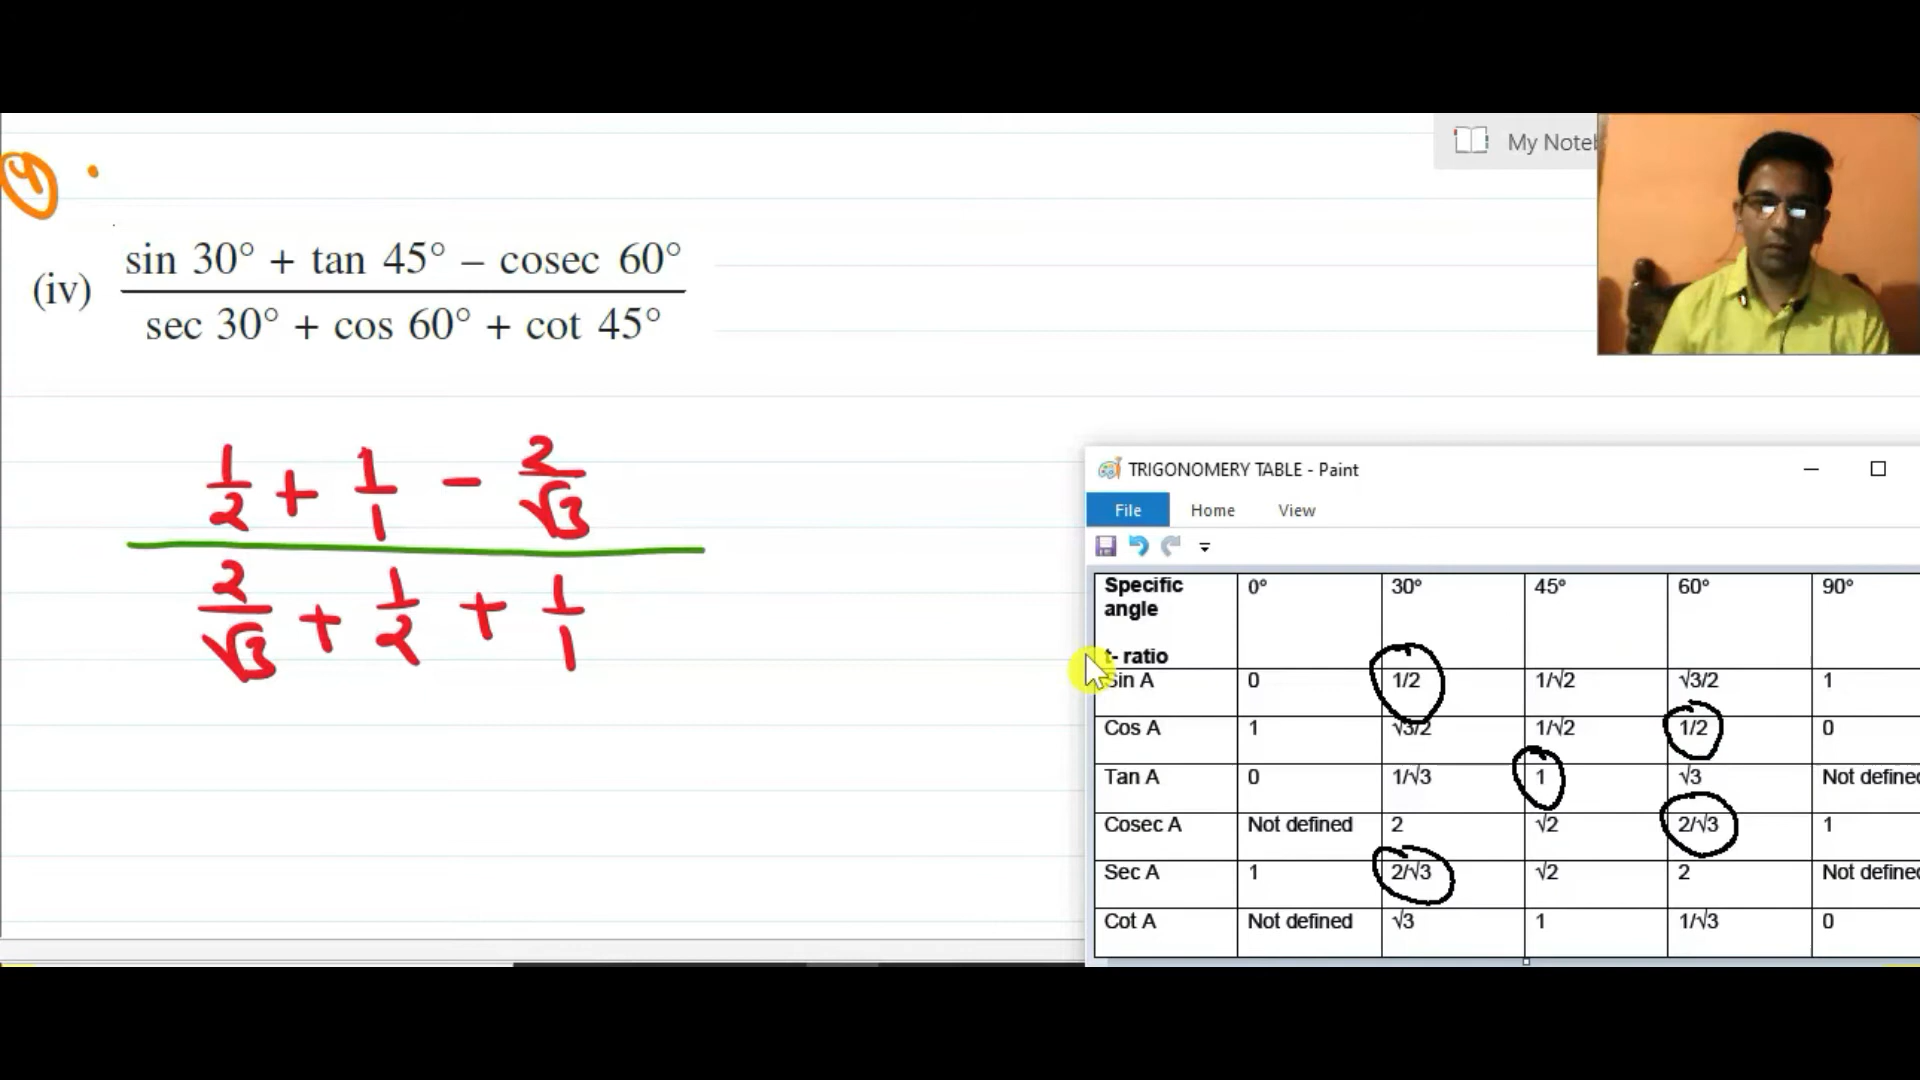 My Noteb
4
(iv) sin 30° + tan 45° – cosec 60°
sec 30° + cos 60° + cot 45°
1/2 + 1/1 - 2/√3
2/√3 + 1/2 + 1/1
TRIGONOMERY TABLE - Paint
File Home View
Specific angle t- ratio 0° 30° 45° 60° 90°
Sin A 0 1/2 1/√2 √3/2 1
Cos A 1 √3/2 1/√2 1/2 0
Tan A 0 1/√3 1 √3 Not defined
Cosec A Not defined 2 √2 2/√3 1
Sec A 1 2/√3 √2 2 Not defined
Cot A Not defined √3 1 1/√3 0